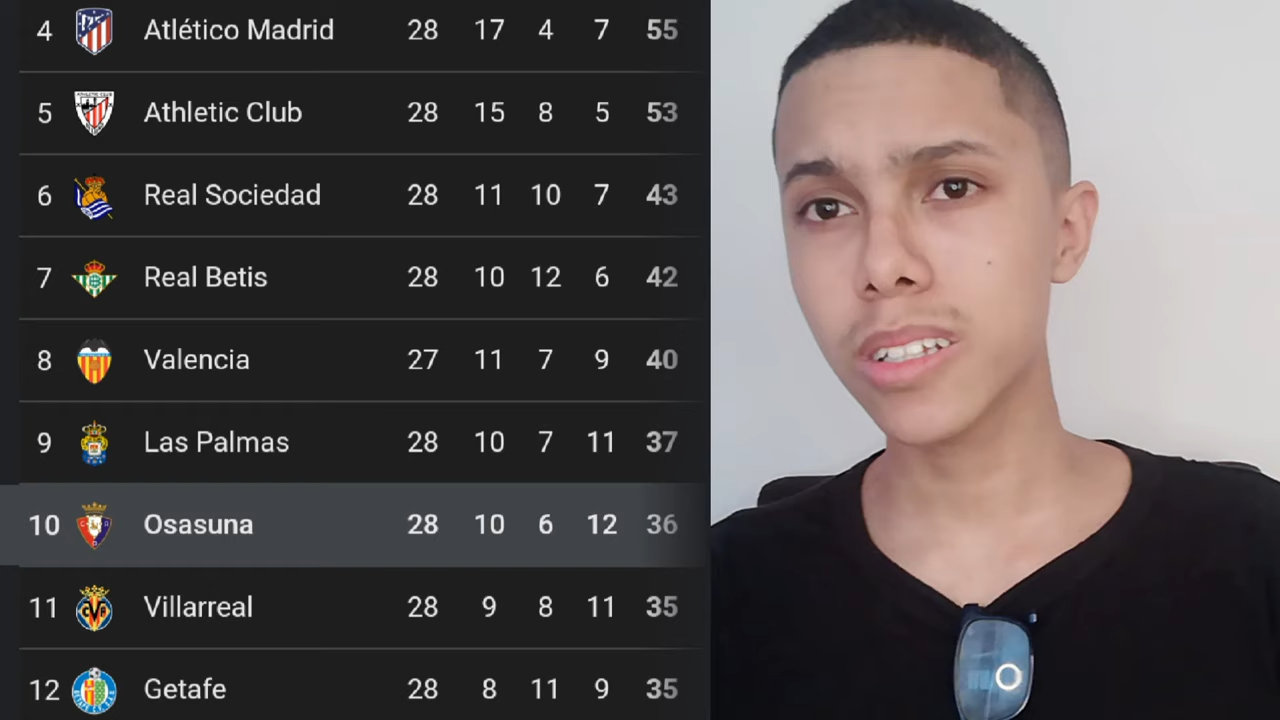 4 Atlético Madrid 28 17 4 7 55
5 Athletic Club 28 15 8 5 53
6 Real Sociedad 28 11 10 7 43
7 Real Betis 28 10 12 6 42
8 Valencia 27 11 7 9 40
9 Las Palmas 28 10 7 11 37
10 Osasuna 28 10 6 12 36
11 Villarreal 28 9 8 11 35
12 Getafe 28 8 11 9 35